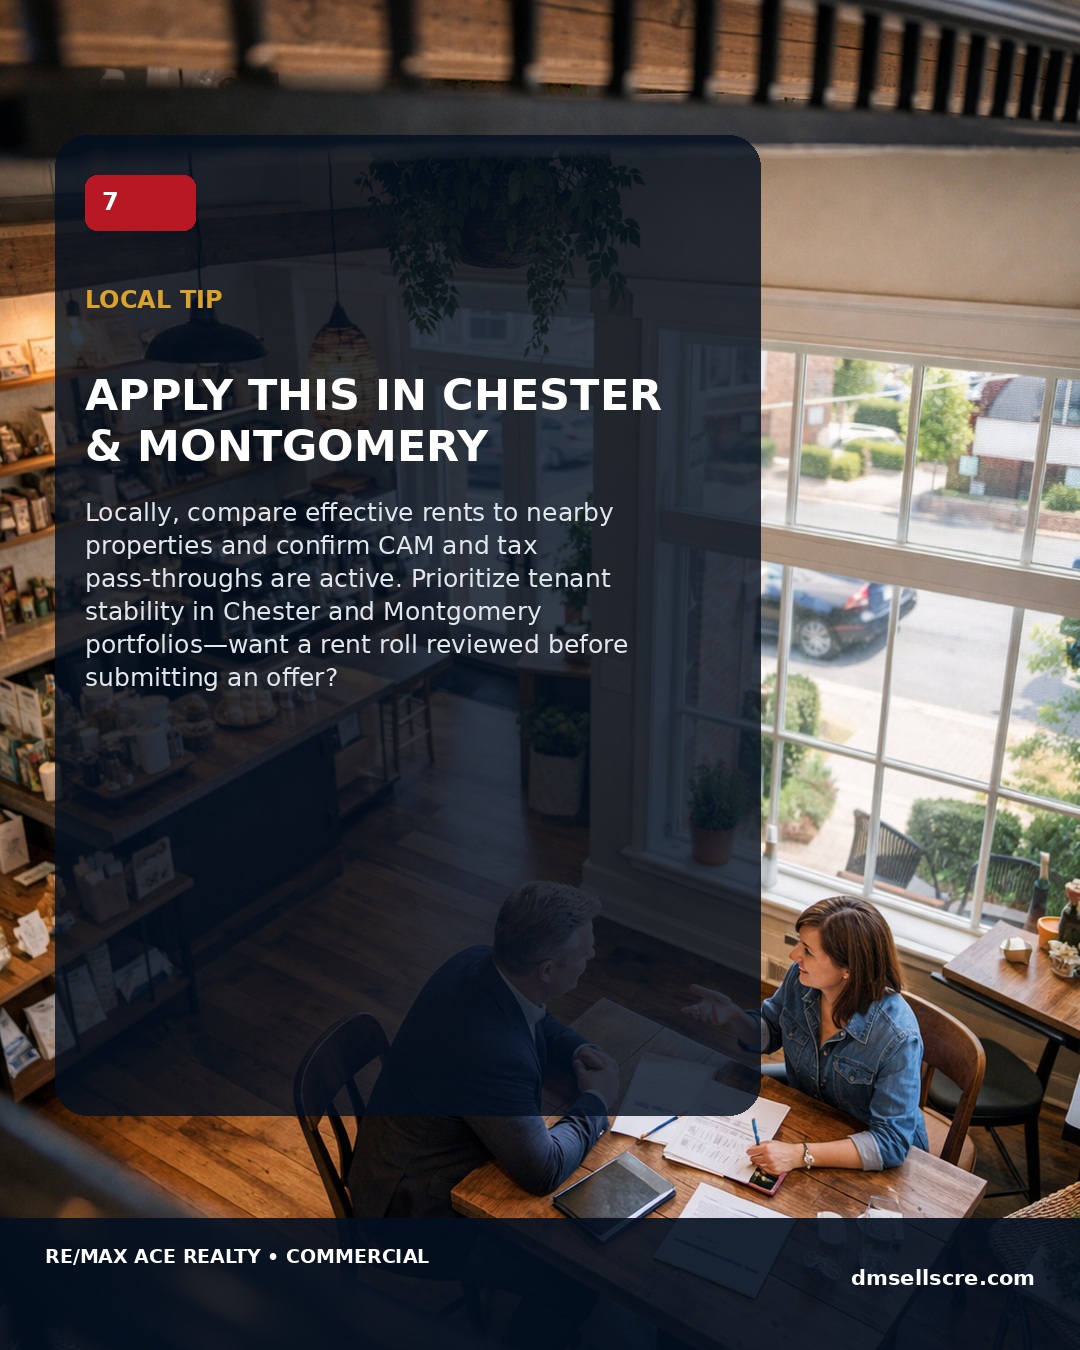 7
LOCAL TIP
APPLY THIS IN CHESTER
& MONTGOMERY
Locally, compare effective rents to nearby
properties and confirm CAM and tax
pass-throughs are active. Prioritize tenant
stability in Chester and Montgomery
portfolios—want a rent roll reviewed before
submitting an offer?
RE/MAX ACE REALTY • COMMERCIAL
dmsellscre.com